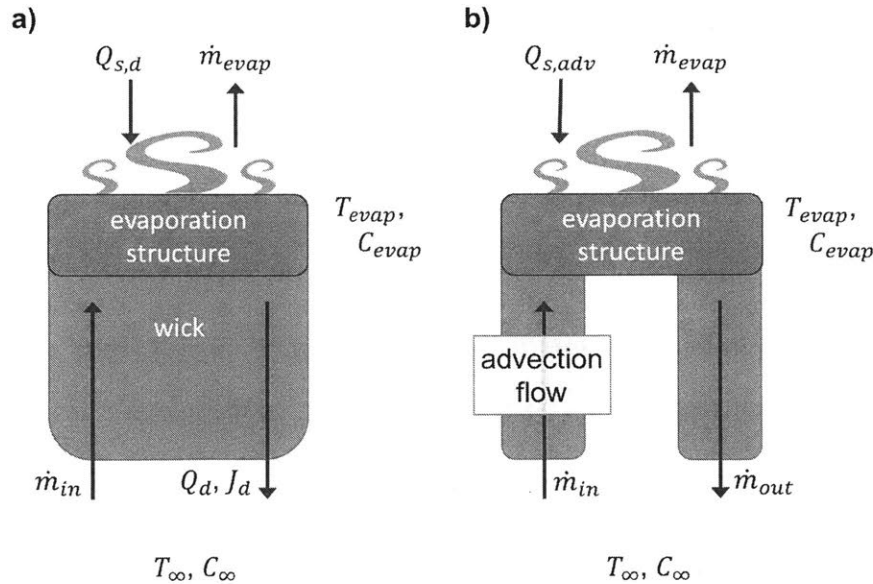 a)
Q_{s,d}
ṁ_{evap}
evaporation
structure
T_{evap},
C_{evap}
wick
ṁ_{in}
Q_d, J_d
T_∞, C_∞
b)
Q_{s,adv}
ṁ_{evap}
evaporation
structure
T_{evap},
C_{evap}
advection
flow
ṁ_{in}
ṁ_{out}
T_∞, C_∞